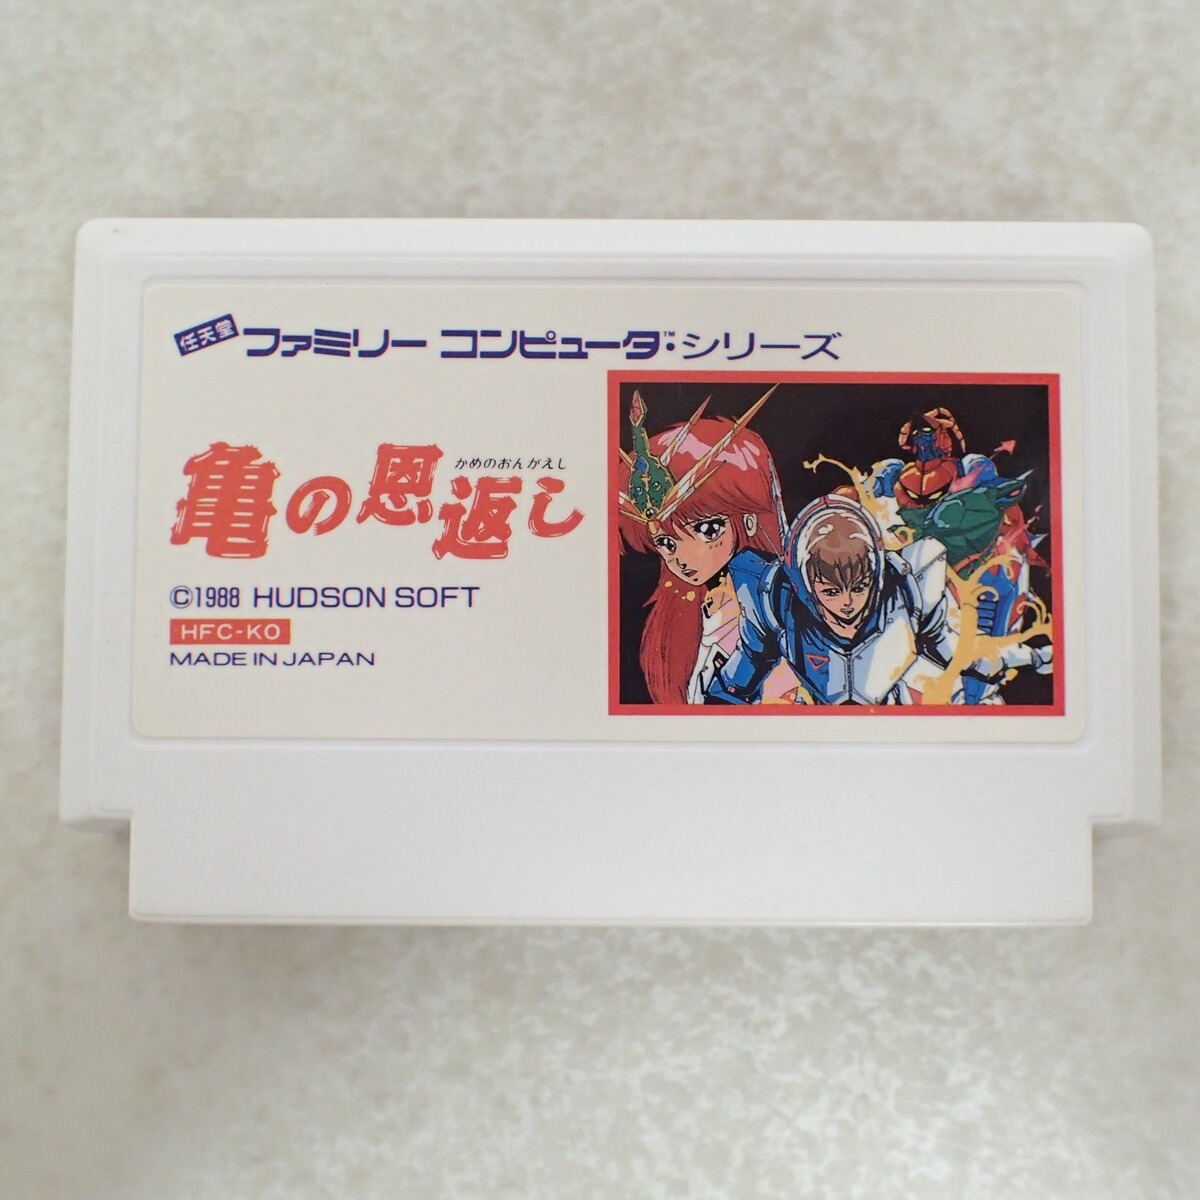 任天堂 ファミリー コンピュータ™・シリーズ
かめのおんがえし
亀の恩返し
©1988 HUDSON SOFT
HFC-KO
MADE IN JAPAN